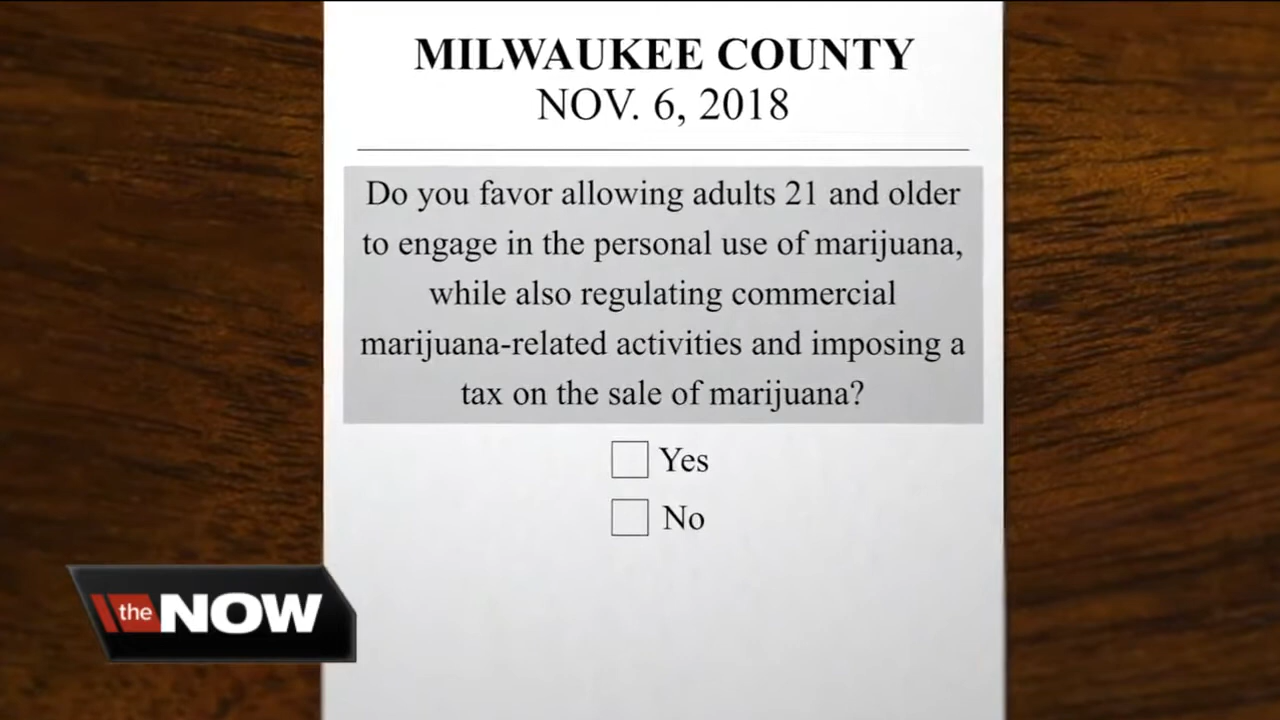 MILWAUKEE COUNTY
NOV. 6, 2018
Do you favor allowing adults 21 and older
to engage in the personal use of marijuana,
while also regulating commercial
marijuana-related activities and imposing a
tax on the sale of marijuana?
Yes
No
the NOW